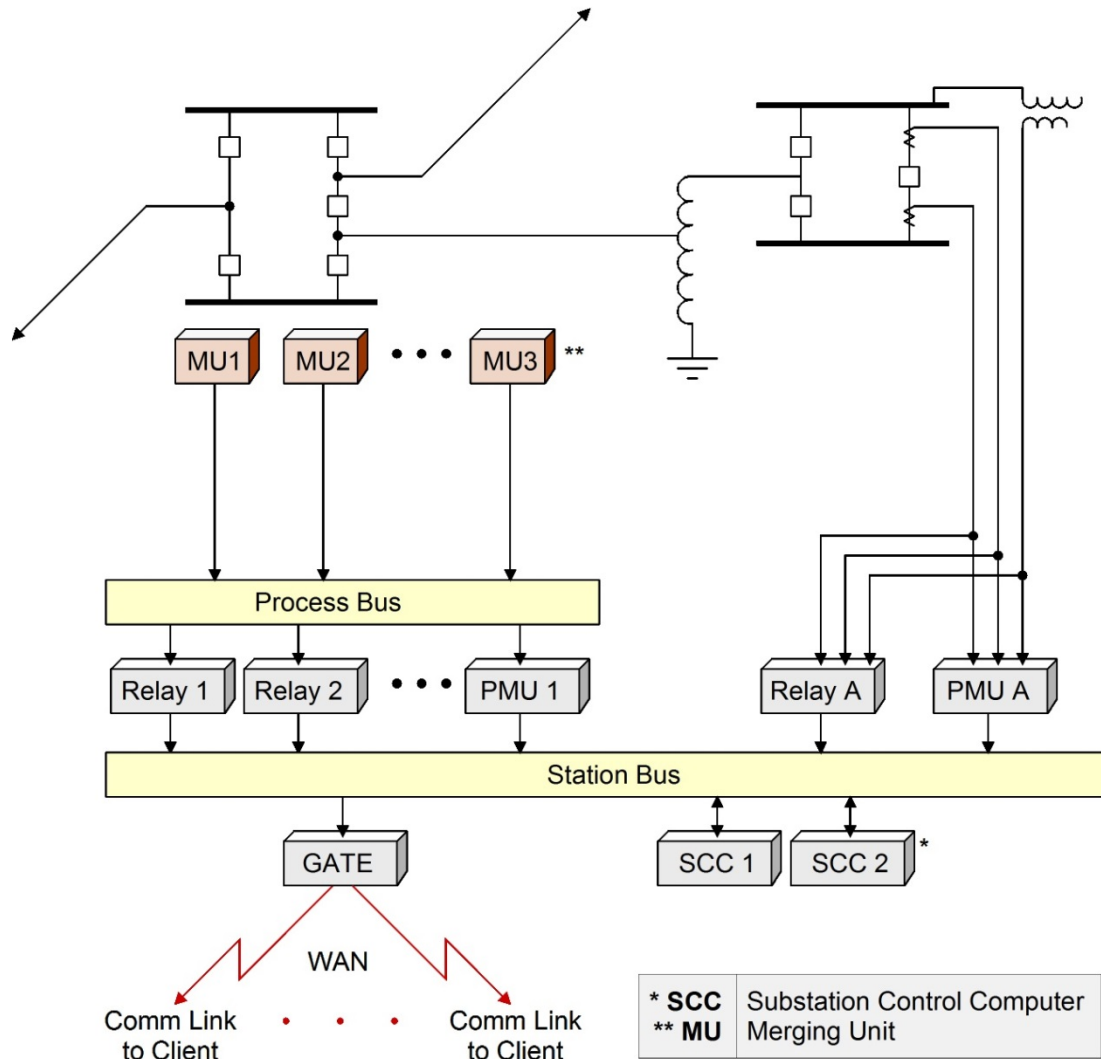 MU1
MU2
MU3
**
Process Bus
Relay 1
Relay 2
PMU 1
Relay A
PMU A
Station Bus
GATE
SCC 1
SCC 2
*
WAN
Comm Link
to Client
Comm Link
to Client
* SCC Substation Control Computer
** MU Merging Unit